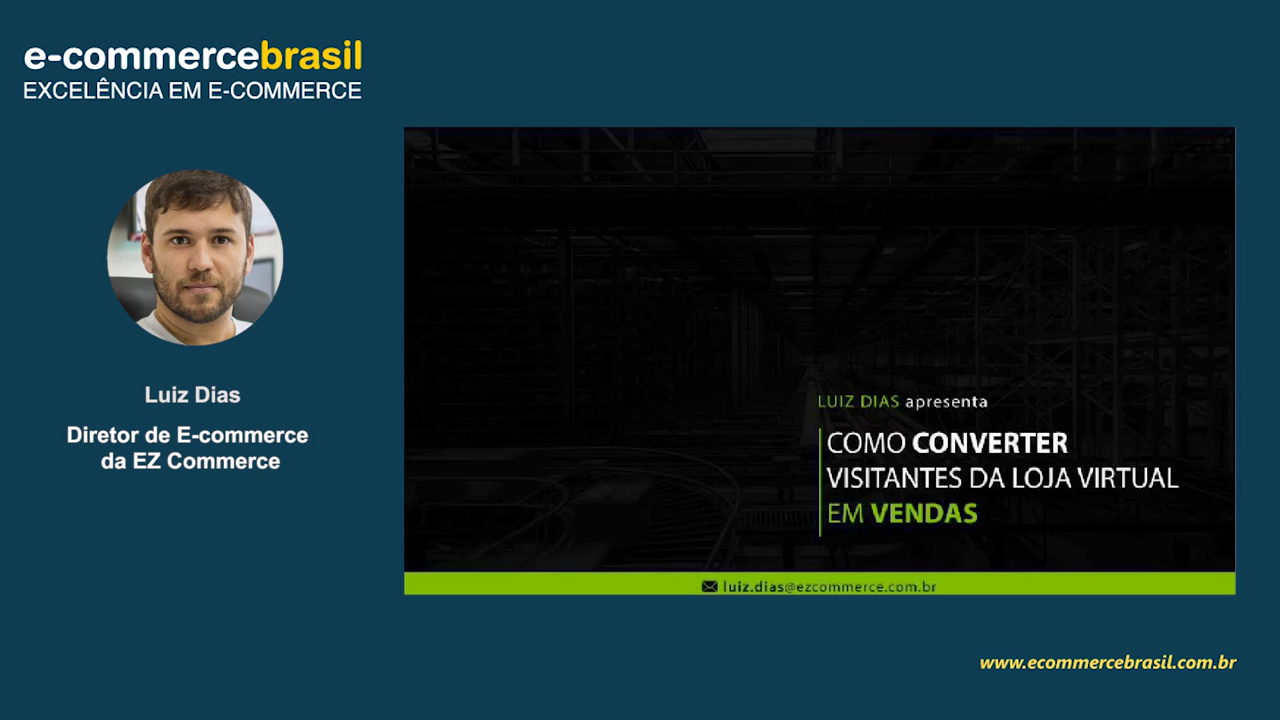 e-commercebrasil
EXCELÊNCIA EM E-COMMERCE
Luiz Dias
Diretor de E-commerce
da EZ Commerce
LUIZ DIAS apresenta
COMO CONVERTER
VISITANTES DA LOJA VIRTUAL
EM VENDAS
luiz.dias@ezcommerce.com.br
www.ecommercebrasil.com.br